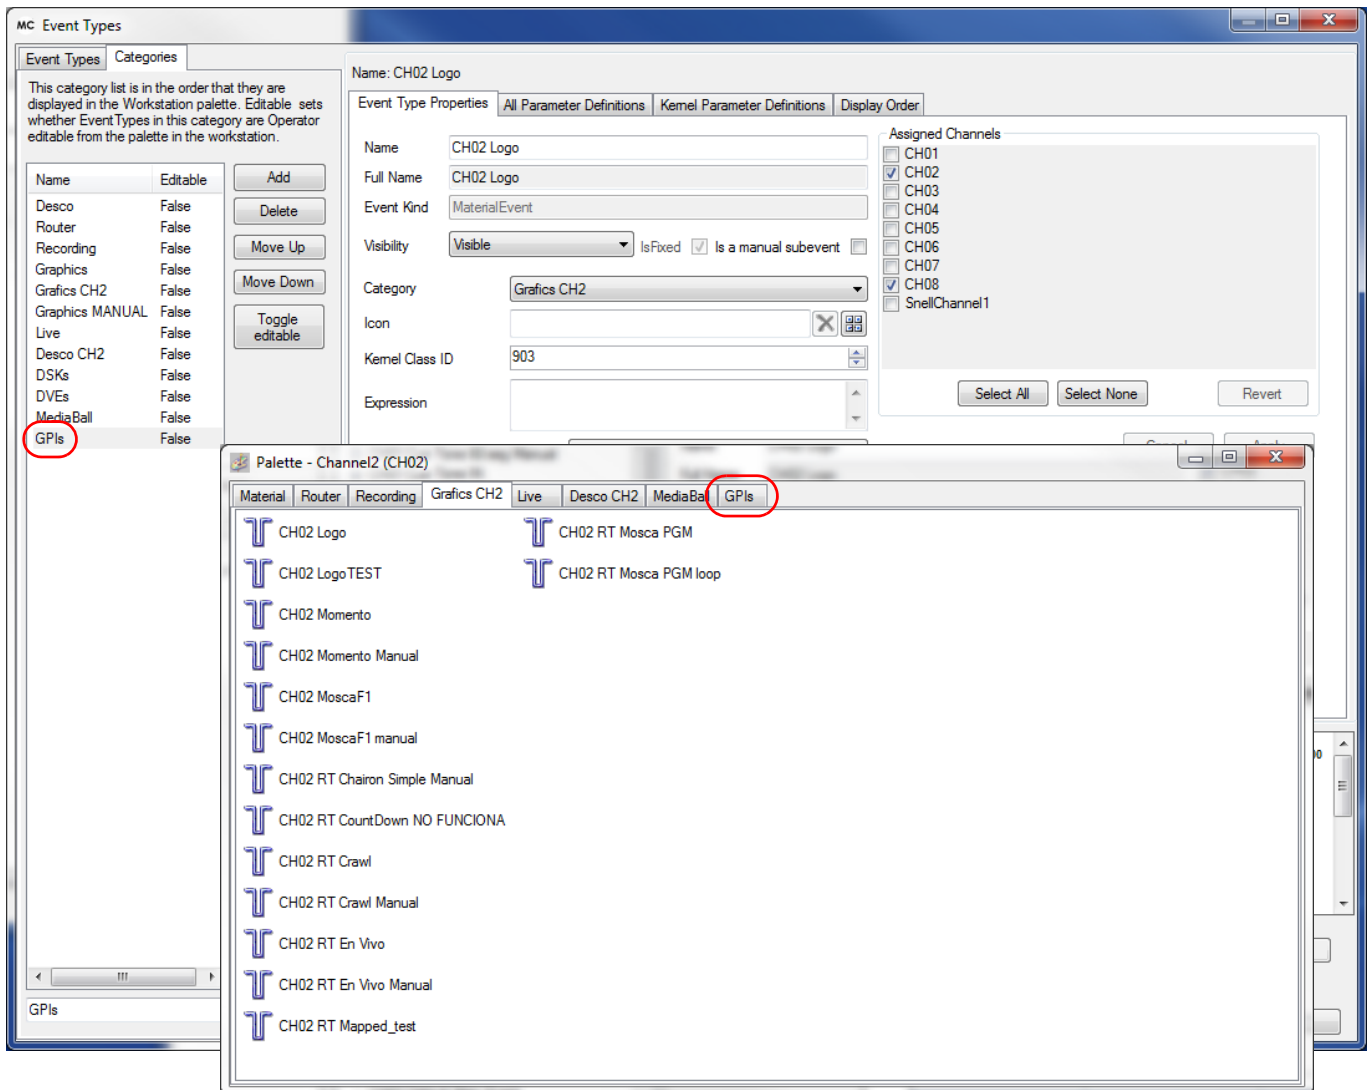 MC Event Types
Event Types Categories
This category list is in the order that they are
displayed in the Workstation palette. Editable sets
whether EventTypes in this category are Operator
editable from the palette in the workstation.
Name Editable
Desco False
Router False
Recording False
Graphics False
Grafics CH2 False
Graphics MANUAL False
Live False
Desco CH2 False
DSKs False
DVEs False
MediaBall False
GPIs False
Add
Delete
Move Up
Move Down
Toggle
editable
GPIs
Name: CH02 Logo
Event Type Properties All Parameter Definitions Kernel Parameter Definitions Display Order
Name CH02 Logo
Full Name CH02 Logo
Event Kind MaterialEvent
Visibility Visible IsFixed Is a manual subevent
Category Grafics CH2
Icon
Kernel Class ID 903
Expression
Assigned Channels
CH01
CH02
CH03
CH04
CH05
CH06
CH07
CH08
SnellChannel1
Select All Select None Revert
Palette - Channel2 (CH02)
Material Router Recording Grafics CH2 Live Desco CH2 MediaBall GPIs
CH02 Logo
CH02 LogoTEST
CH02 Momento
CH02 Momento Manual
CH02 MoscaF1
CH02 MoscaF1 manual
CH02 RT Chairon Simple Manual
CH02 RT CountDown NO FUNCIONA
CH02 RT Crawl
CH02 RT Crawl Manual
CH02 RT En Vivo
CH02 RT En Vivo Manual
CH02 RT Mapped_test
CH02 RT Mosca PGM
CH02 RT Mosca PGM loop